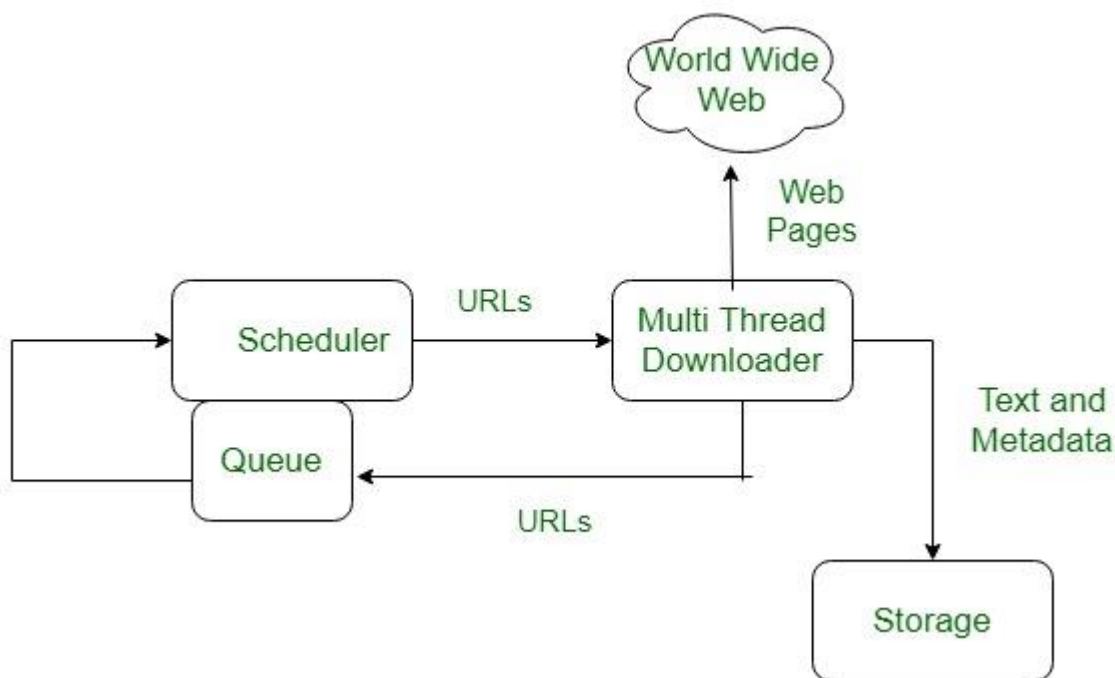 World Wide
Web
Web
Pages
URLs
Scheduler
Multi Thread
Downloader
Text and
Metadata
Queue
URLs
Storage